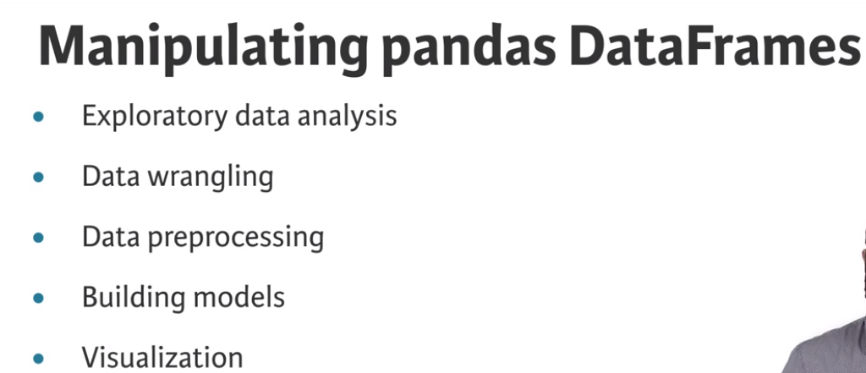 Manipulating pandas DataFrames
• Exploratory data analysis
• Data wrangling
• Data preprocessing
• Building models
• Visualization